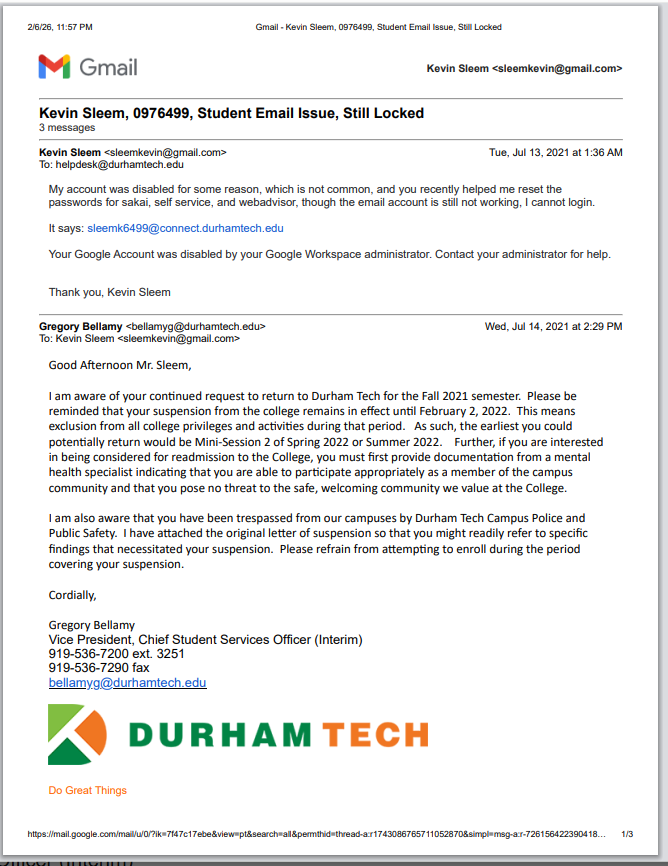 2/6/26, 11:57 PM
Gmail - Kevin Sleem, 0976499, Student Email Issue, Still Locked
Gmail
Kevin Sleem <sleemkevin@gmail.com>
Kevin Sleem, 0976499, Student Email Issue, Still Locked
3 messages
Kevin Sleem <sleemkevin@gmail.com>
Tue, Jul 13, 2021 at 1:36 AM
To: helpdesk@durhamtech.edu
My account was disabled for some reason, which is not common, and you recently helped me reset the
passwords for sakai, self service, and webadvisor, though the email account is still not working, I cannot login.
It says: sleemk6499@connect.durhamtech.edu
Your Google Account was disabled by your Google Workspace administrator. Contact your administrator for help.
Thank you, Kevin Sleem
Gregory Bellamy <bellamyg@durhamtech.edu>
Wed, Jul 14, 2021 at 2:29 PM
To: Kevin Sleem <sleemkevin@gmail.com>
Good Afternoon Mr. Sleem,
I am aware of your continued request to return to Durham Tech for the Fall 2021 semester. Please be
reminded that your suspension from the college remains in effect until February 2, 2022. This means
exclusion from all college privileges and activities during that period. As such, the earliest you could
potentially return would be Mini-Session 2 of Spring 2022 or Summer 2022. Further, if you are interested
in being considered for readmission to the College, you must first provide documentation from a mental
health specialist indicating that you are able to participate appropriately as a member of the campus
community and that you pose no threat to the safe, welcoming community we value at the College.
I am also aware that you have been trespassed from our campuses by Durham Tech Campus Police and
Public Safety. I have attached the original letter of suspension so that you might readily refer to specific
findings that necessitated your suspension. Please refrain from attempting to enroll during the period
covering your suspension.
Cordially,
Gregory Bellamy
Vice President, Chief Student Services Officer (Interim)
919-536-7200 ext. 3251
919-536-7290 fax
bellamyg@durhamtech.edu
DURHAM TECH
Do Great Things
https://mail.google.com/mail/u/0/?ik=7f47c17ebe&view=pt&search=all&permthid=thread-a:r1743086765711052870&simpl=msg-a:r-726156422390418…
1/3